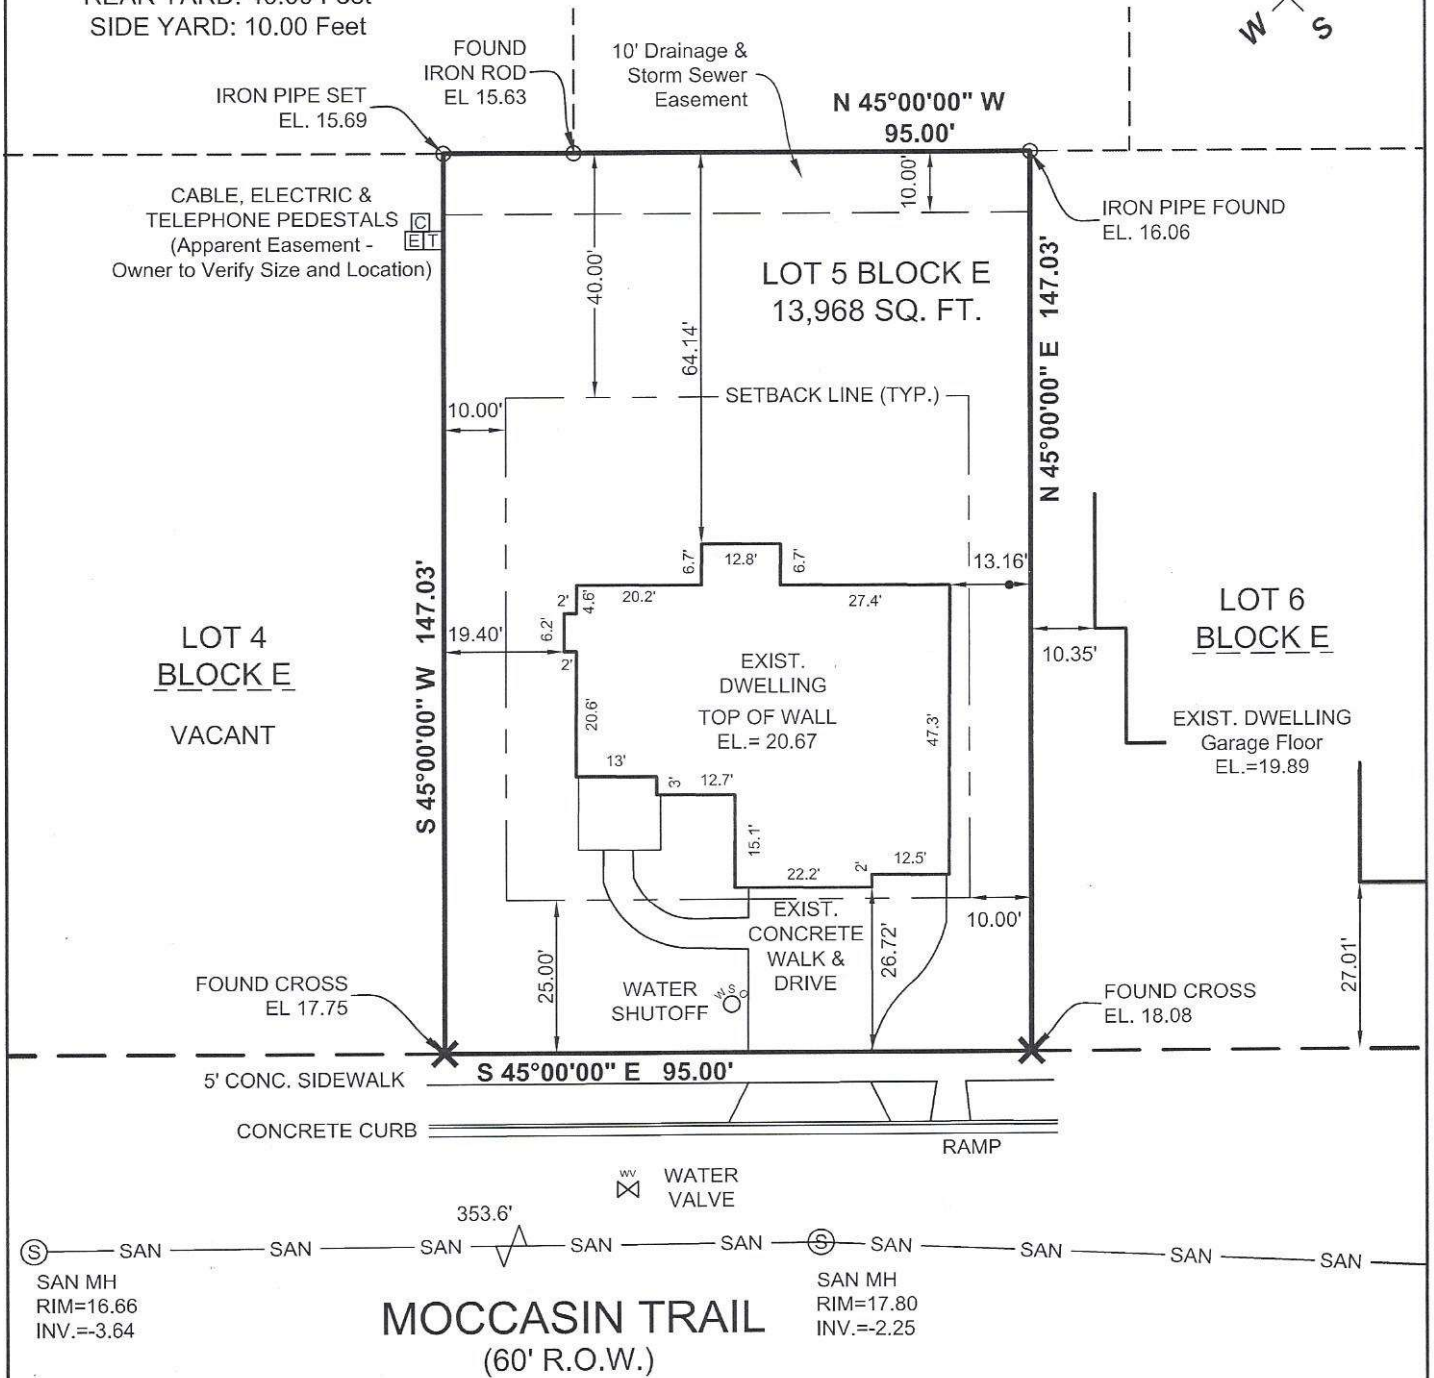 SIDE YARD: 10.00 Feet
W
S
FOUND
IRON ROD
EL 15.63
10' Drainage &
Storm Sewer
Easement
IRON PIPE SET
EL. 15.69
N 45°00'00" W
95.00'
CABLE, ELECTRIC &
TELEPHONE PEDESTALS
(Apparent Easement -
Owner to Verify Size and Location)
C
E T
10.00'
IRON PIPE FOUND
EL. 16.06
40.00'
LOT 5 BLOCK E
13,968 SQ. FT.
N 45°00'00" E 147.03'
64.14'
SETBACK LINE (TYP.)
10.00'
S 45°00'00" W 147.03'
6.7'
12.8'
6.7'
13.16'
2'
4.6'
20.2'
27.4'
6.2'
19.40'
2'
LOT 4
BLOCK E
VACANT
LOT 6
BLOCK E
10.35'
EXIST.
DWELLING
TOP OF WALL
EL.= 20.67
20.6'
47.3'
EXIST. DWELLING
Garage Floor
EL.=19.89
13'
3'
12.7'
15.1'
22.2'
2'
12.5'
10.00'
EXIST.
CONCRETE
WALK &
DRIVE
26.72'
25.00'
27.01'
FOUND CROSS
EL 17.75
WATER
SHUTOFF
W S O
FOUND CROSS
EL. 18.08
S 45°00'00" E 95.00'
5' CONC. SIDEWALK
CONCRETE CURB
RAMP
WV
WATER
VALVE
353.6'
S SAN SAN SAN SAN SAN S SAN SAN SAN SAN
SAN MH
RIM=16.66
INV.=-3.64
SAN MH
RIM=17.80
INV.=-2.25
MOCCASIN TRAIL
(60' R.O.W.)